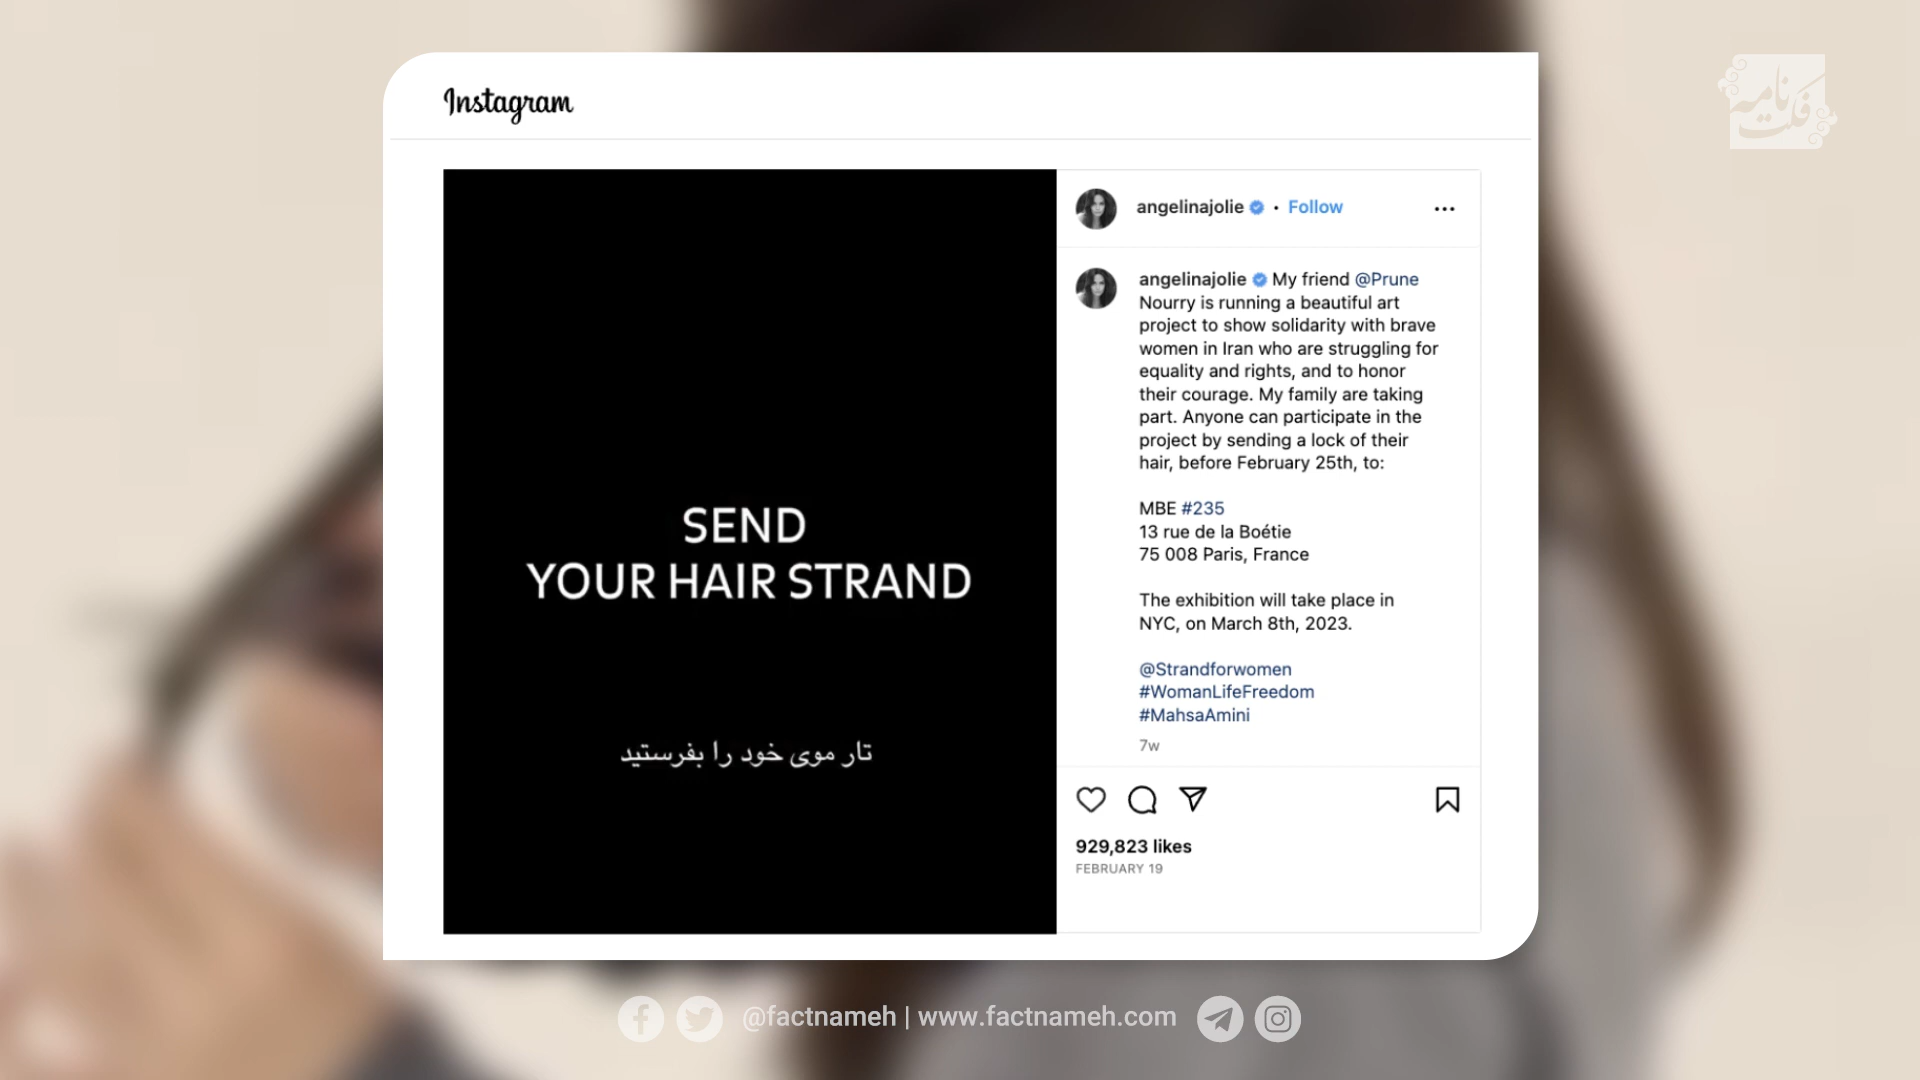 Instagram
فکت نامه
SEND
YOUR HAIR STRAND
تار موی خود را بفرستید
angelinajolie • Follow
angelinajolie My friend @Prune
Nourry is running a beautiful art
project to show solidarity with brave
women in Iran who are struggling for
equality and rights, and to honor
their courage. My family are taking
part. Anyone can participate in the
project by sending a lock of their
hair, before February 25th, to:
MBE #235
13 rue de la Boétie
75 008 Paris, France
The exhibition will take place in
NYC, on March 8th, 2023.
@Strandforwomen
#WomanLifeFreedom
#MahsaAmini
7w
929,823 likes
FEBRUARY 19
@factnameh | www.factnameh.com